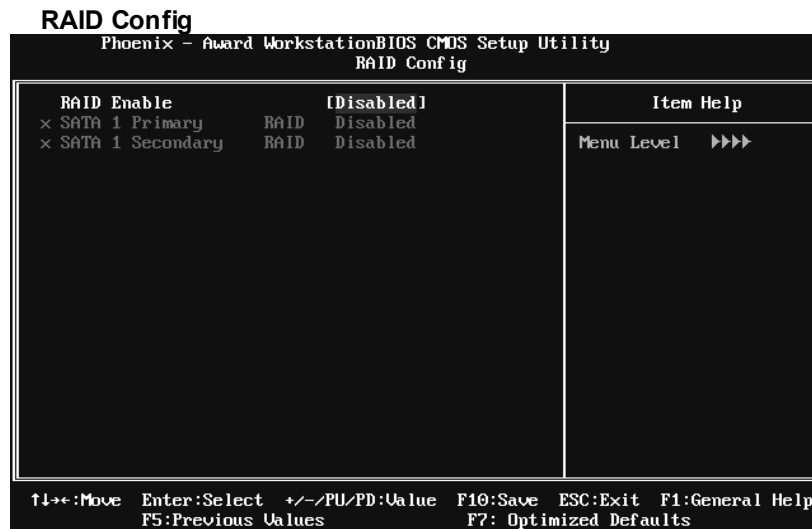 RAID Config
Phoenix - Award WorkstationBIOS CMOS Setup Utility
RAID Config
RAID Enable [Disabled]
x SATA 1 Primary RAID Disabled
x SATA 1 Secondary RAID Disabled
Item Help
Menu Level ▶▶▶▶
↑↓→←:Move Enter:Select +/-/PU/PD:Value F10:Save ESC:Exit F1:General Help
F5:Previous Values F7: Optimized Defaults